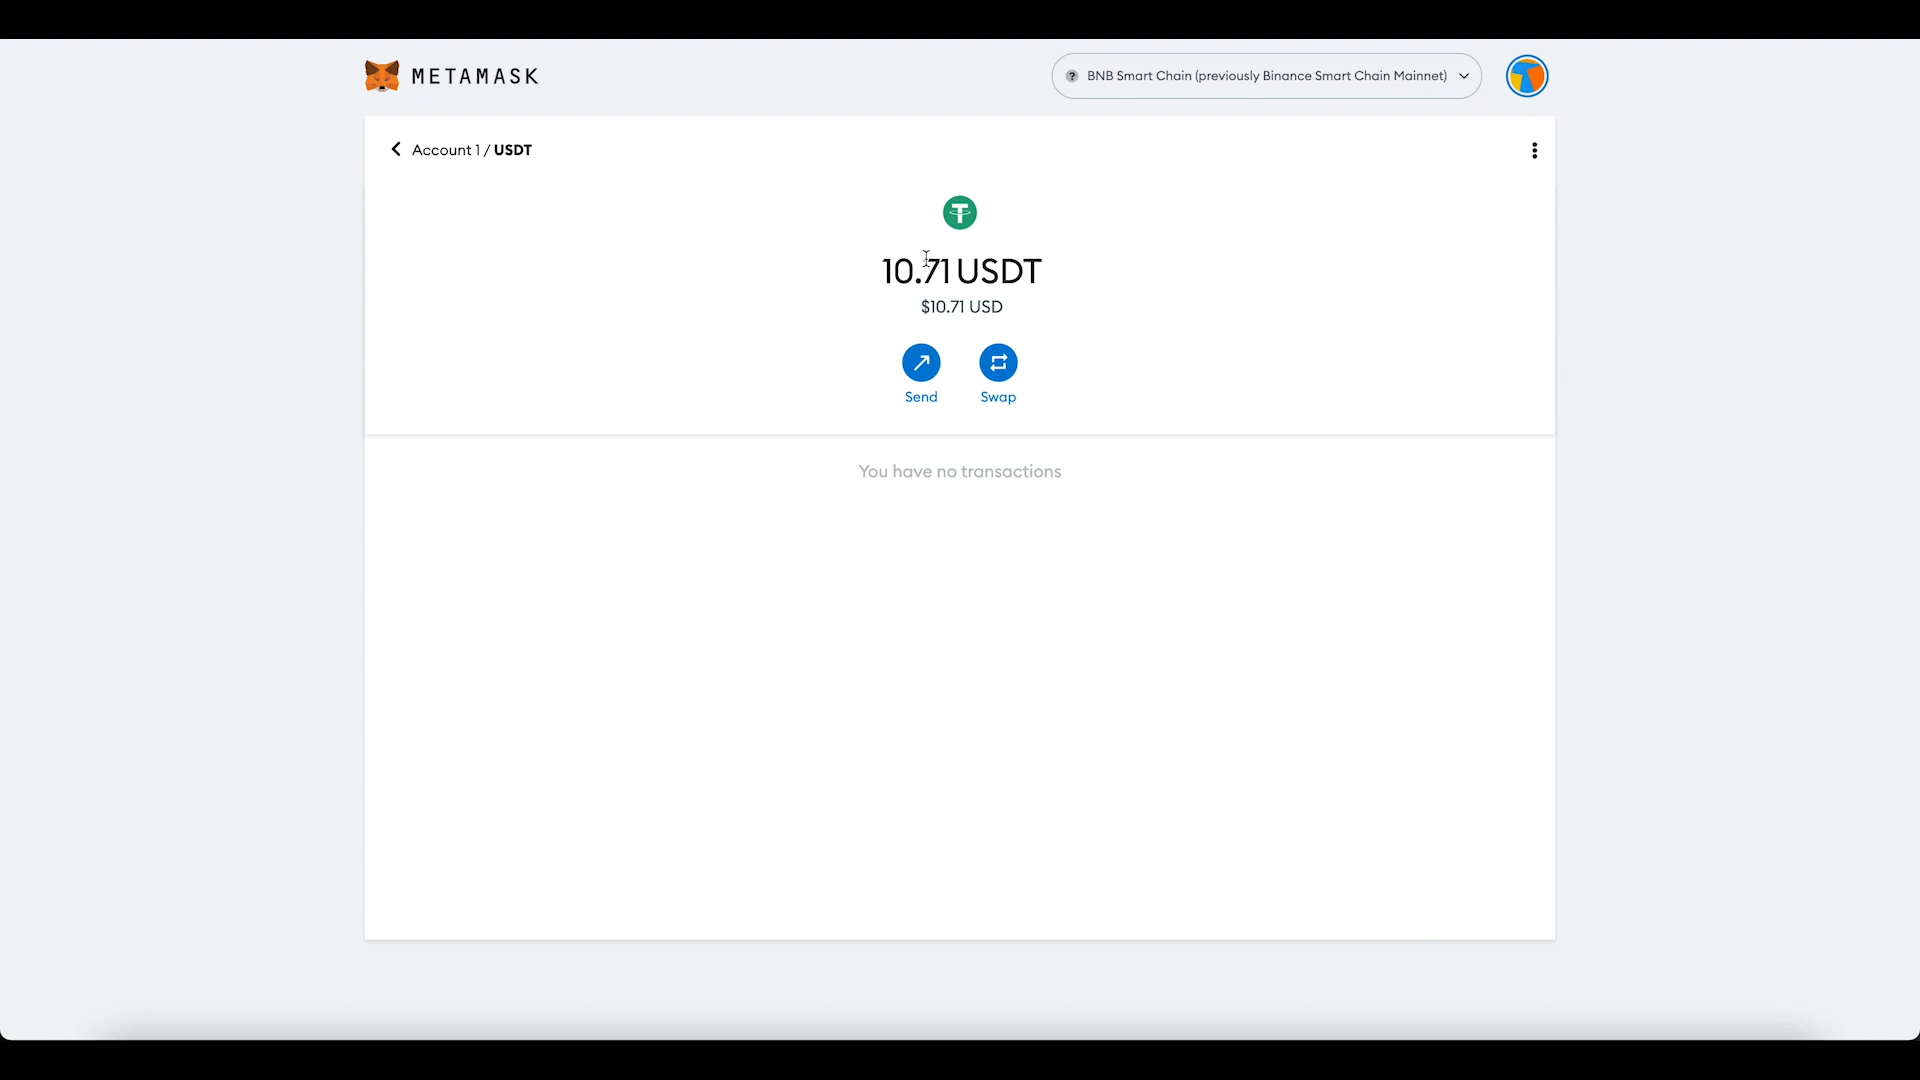 METAMASK
? BNB Smart Chain (previously Binance Smart Chain Mainnet)
Account 1 / USDT
10.71 USDT
$10.71 USD
Send
Swap
You have no transactions